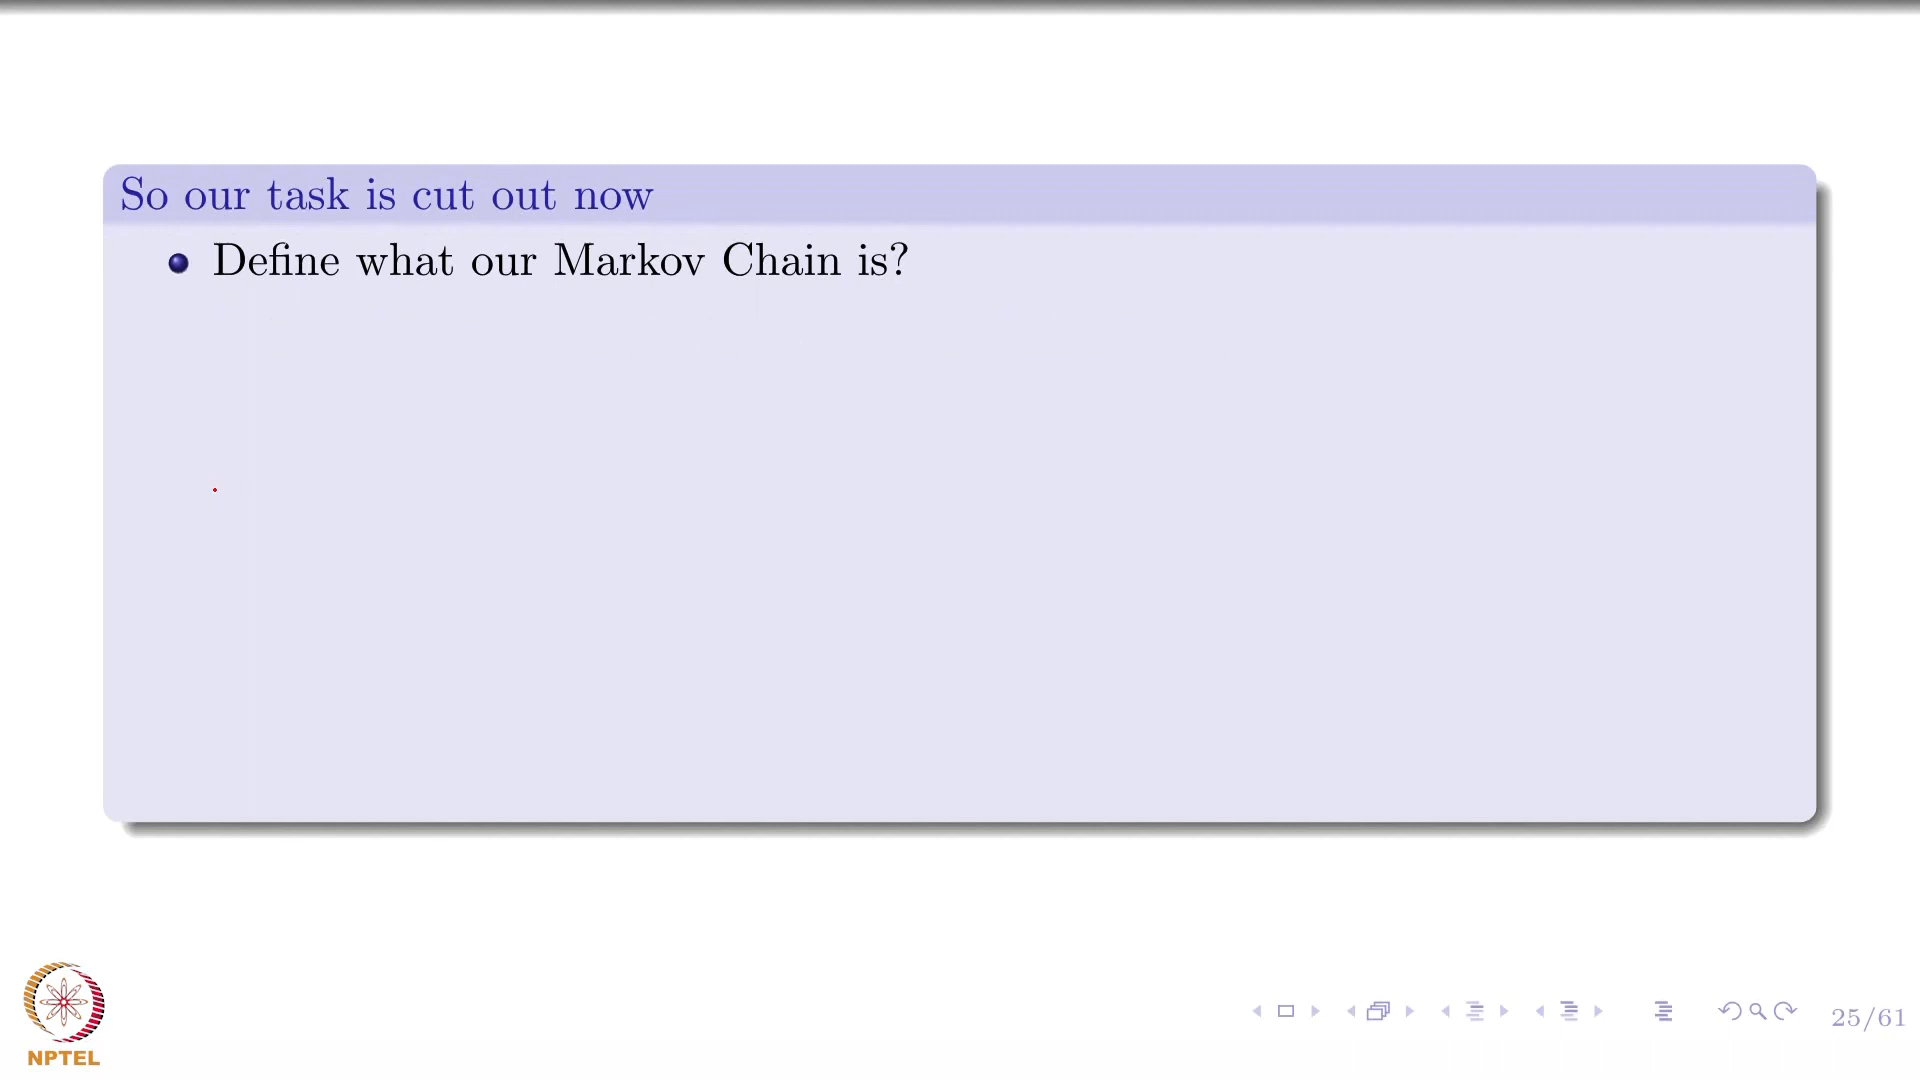 So our task is cut out now
Define what our Markov Chain is?
NPTEL
25/61